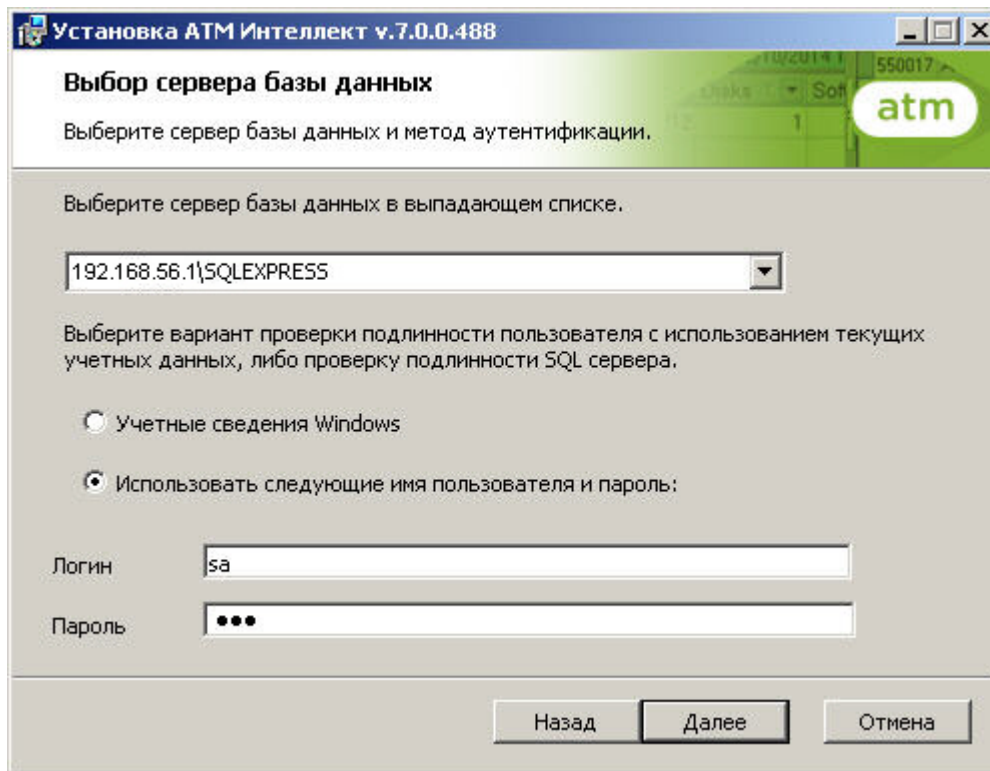 Установка АТМ Интеллект v.7.0.0.488
Выбор сервера базы данных
Выберите сервер базы данных и метод аутентификации.
550017
Soft
1
atm
Выберите сервер базы данных в выпадающем списке.
192.168.56.1\SQLEXPRESS
Выберите вариант проверки подлинности пользователя с использованием текущих
учетных данных, либо проверку подлинности SQL сервера.
Учетные сведения Windows
Использовать следующие имя пользователя и пароль:
Логин
sa
Пароль
●●●
Назад
Далее
Отмена